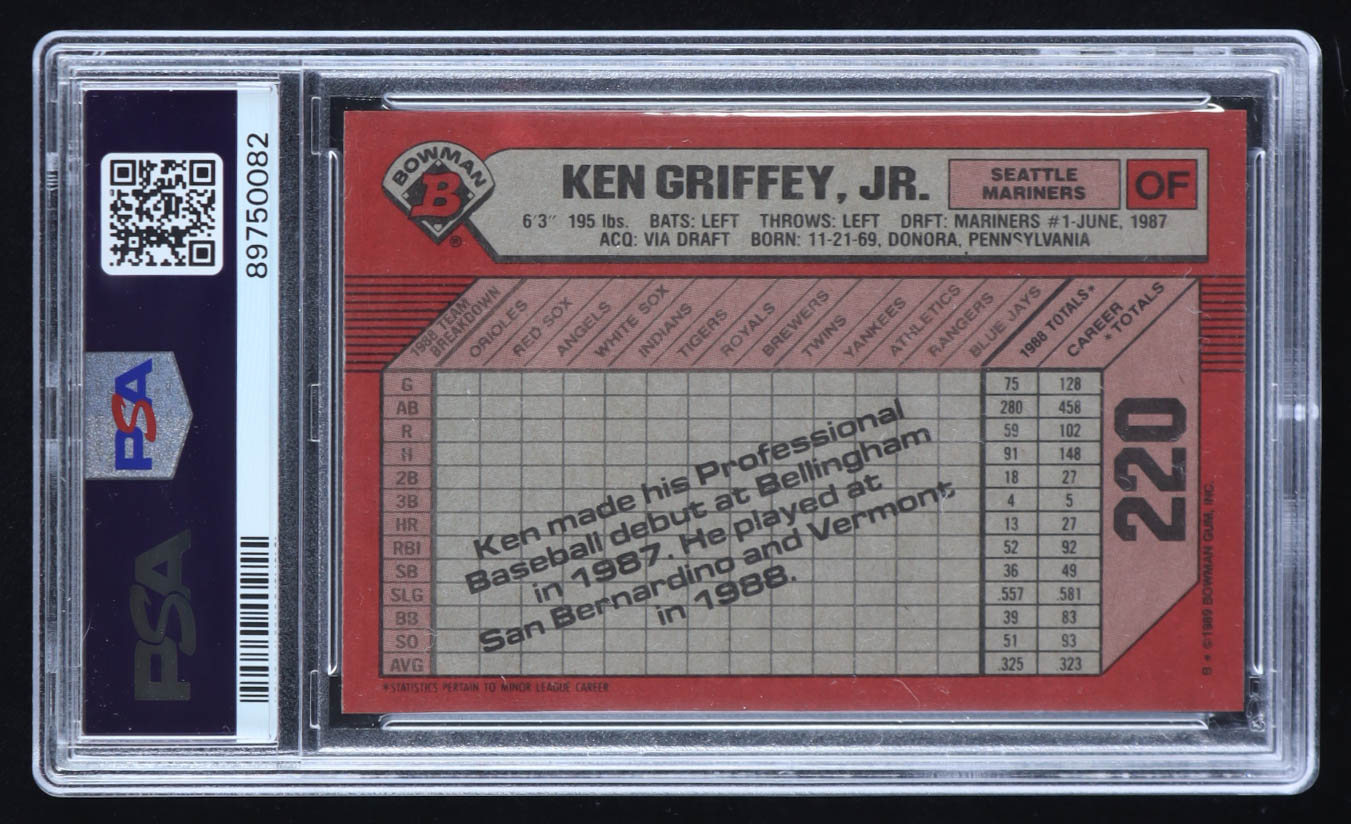 89750082
PSA
PSA
BOWMAN
B
®
KEN GRIFFEY, JR.
SEATTLE
MARINERS
OF
6'3" 195 lbs. BATS: LEFT THROWS: LEFT DRFT: MARINERS #1-JUNE, 1987
ACQ: VIA DRAFT BORN: 11-21-69, DONORA, PENNSYLVANIA
1988 TEAM
BREAKDOWN
ORIOLES
RED SOX
ANGELS
WHITE SOX
INDIANS
TIGERS
ROYALS
BREWERS
TWINS
YANKEES
ATHLETICS
RANGERS
BLUE JAYS
1988 TOTALS*
CAREER
*TOTALS
G 75 128
AB 280 458
R 59 102
H 91 148
2B 18 27
3B 4 5
HR 13 27
RBI 52 92
SB 36 49
SLG .557 .581
BB 39 83
SO 51 93
AVG .325 .323
Ken made his Professional
Baseball debut at Bellingham
in 1987. He played at
San Bernardino and Vermont
in 1988.
220
*STATISTICS PERTAIN TO MINOR LEAGUE CAREER
B * ©1989 BOWMAN GUM, INC.